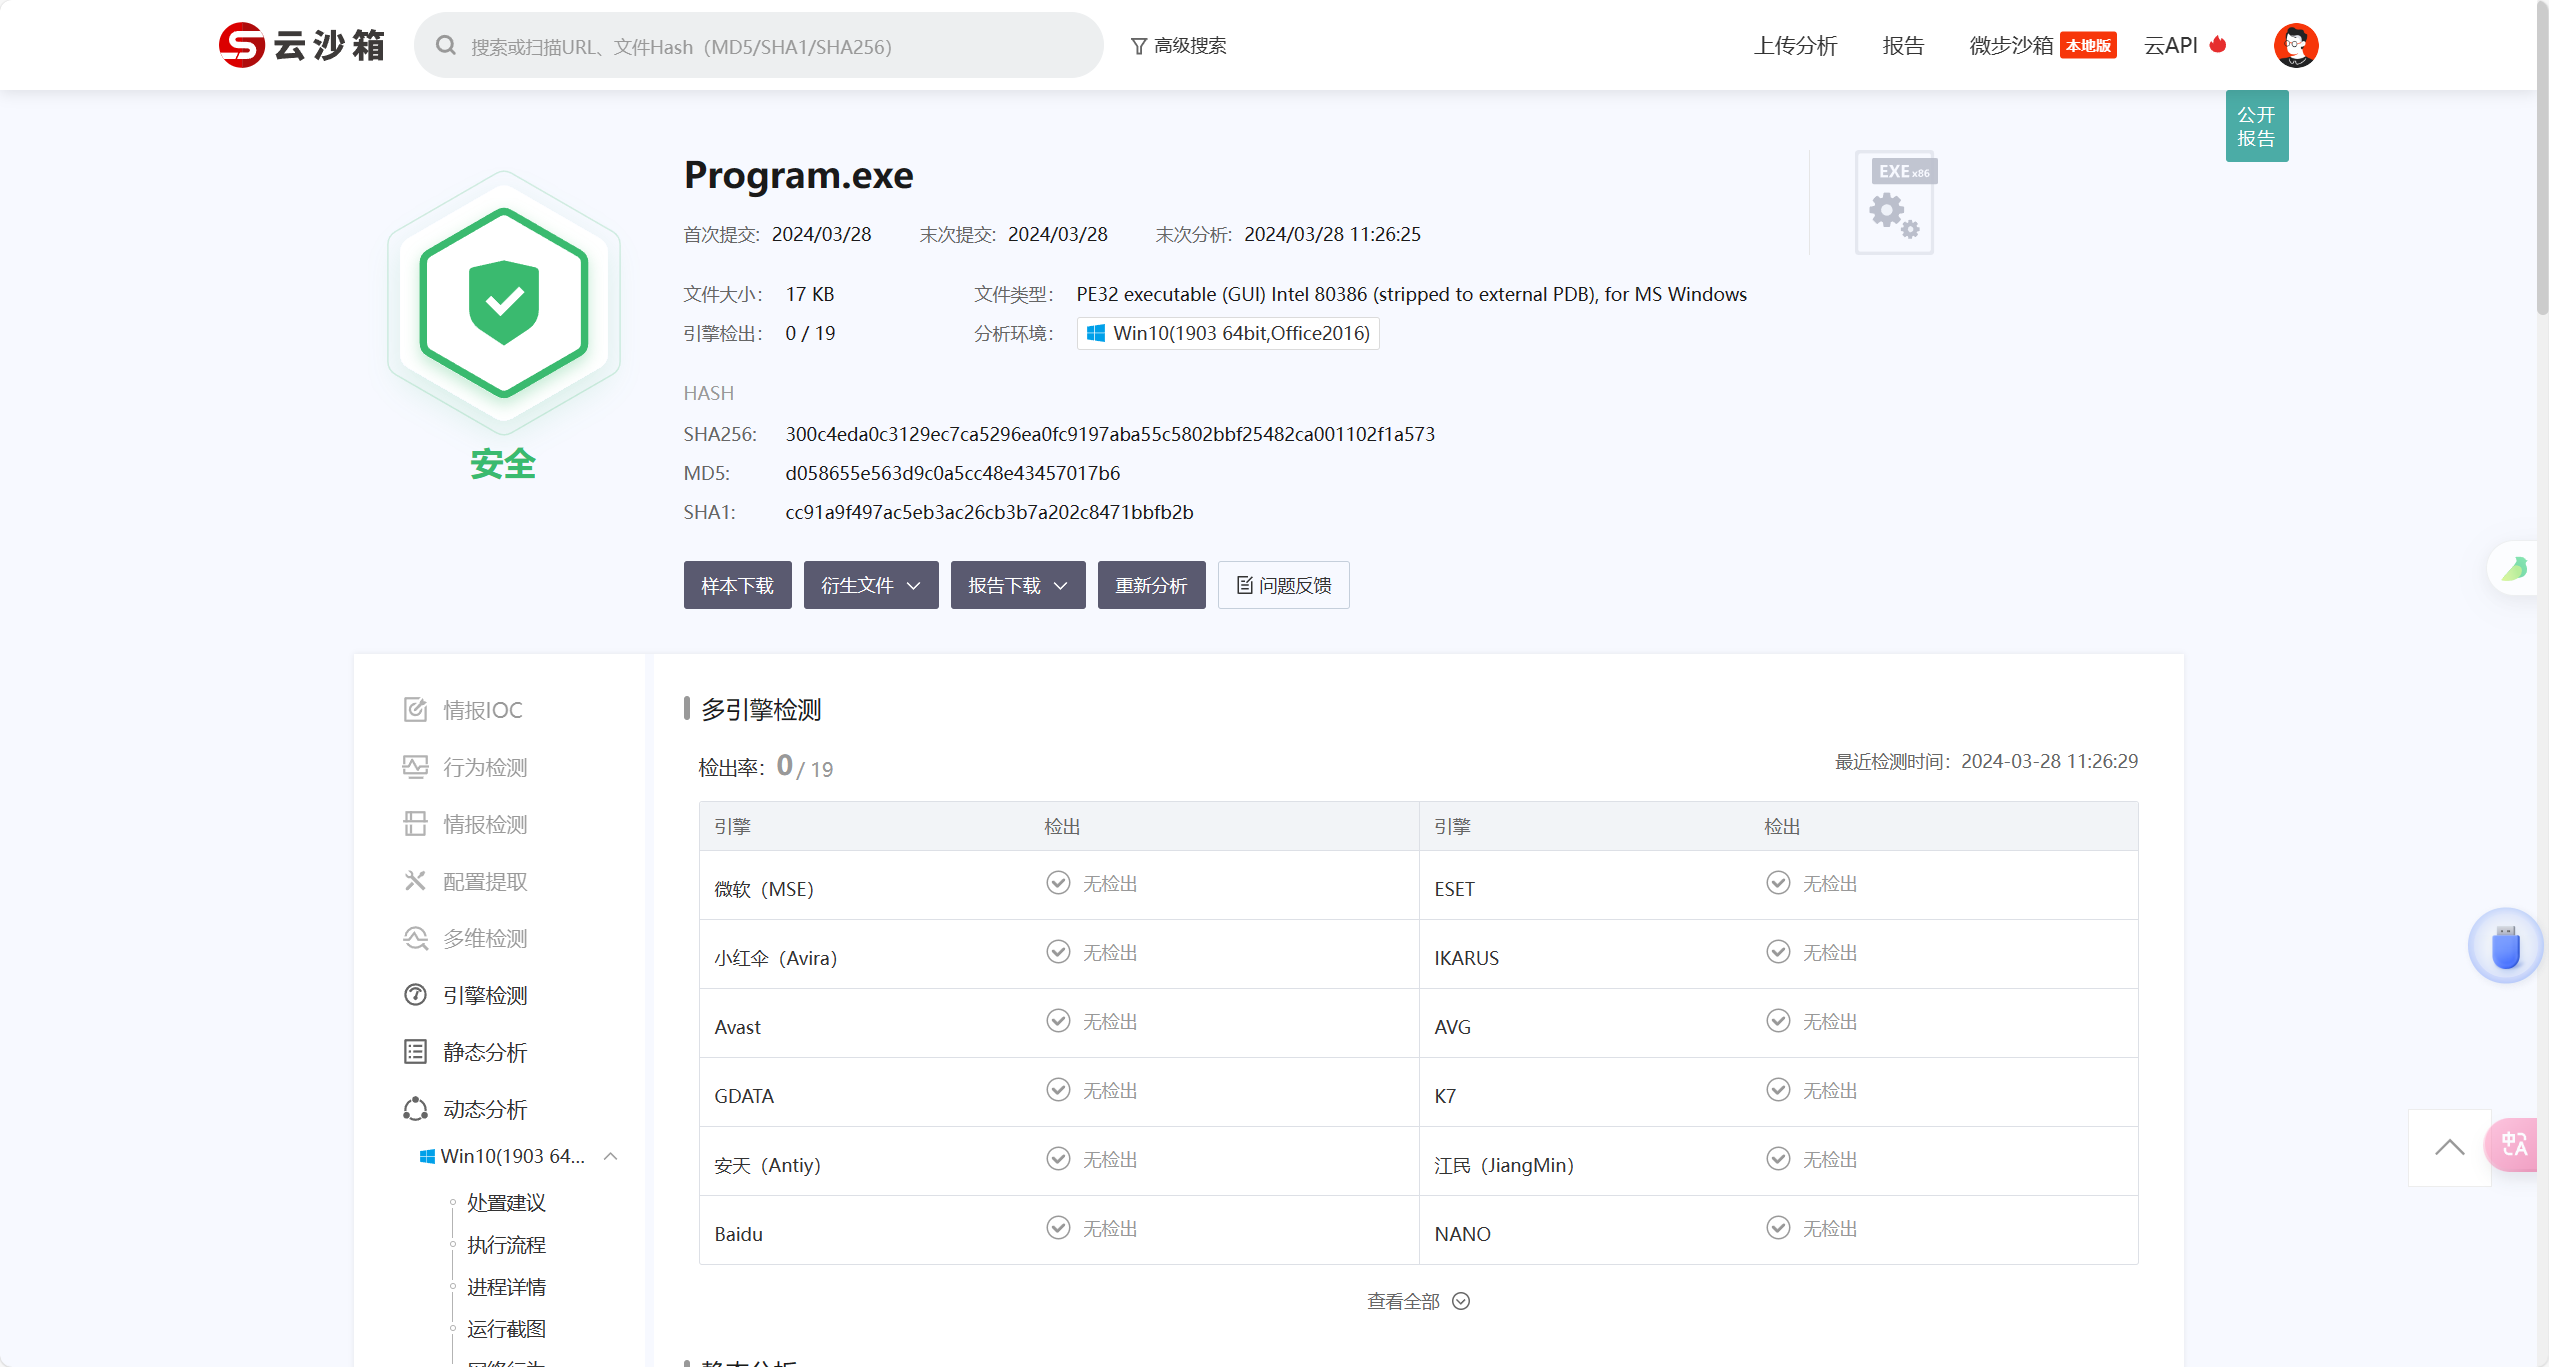 云沙箱
搜索或扫描URL、文件Hash（MD5/SHA1/SHA256）
高级搜索
上传分析
报告
微步沙箱 本地版
云API
公开
报告
Program.exe
EXE x86
首次提交: 2024/03/28 末次提交: 2024/03/28 末次分析: 2024/03/28 11:26:25
文件大小： 17 KB 文件类型： PE32 executable (GUI) Intel 80386 (stripped to external PDB), for MS Windows
引擎检出： 0 / 19 分析环境： Win10(1903 64bit,Office2016)
安全
HASH
SHA256: 300c4eda0c3129ec7ca5296ea0fc9197aba55c5802bbf25482ca001102f1a573
MD5: d058655e563d9c0a5cc48e43457017b6
SHA1: cc91a9f497ac5eb3ac26cb3b7a202c8471bbfb2b
样本下载 衍生文件 报告下载 重新分析 问题反馈
情报IOC
行为检测
情报检测
配置提取
多维检测
引擎检测
静态分析
动态分析
Win10(1903 64...
处置建议
执行流程
进程详情
运行截图
网络行为
多引擎检测
检出率：0 / 19 最近检测时间：2024-03-28 11:26:29
引擎 检出 引擎 检出
微软（MSE） 无检出 ESET 无检出
小红伞（Avira） 无检出 IKARUS 无检出
Avast 无检出 AVG 无检出
GDATA 无检出 K7 无检出
安天（Antiy） 无检出 江民（JiangMin） 无检出
Baidu 无检出 NANO 无检出
查看全部
静态分析
中A